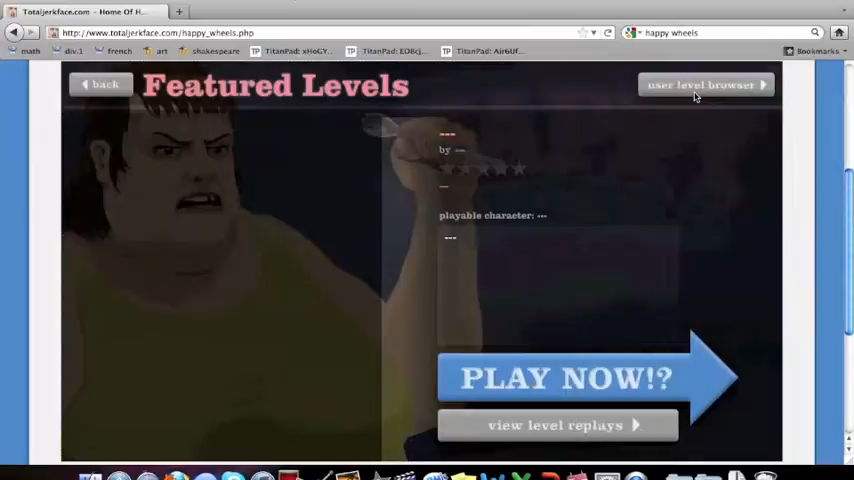 Totaljerkface.com - Home Of H...
http://www.totaljerkface.com/happy_wheels.php
happy wheels
math div.1 french art shakespeare TitanPad: xHoGY... TitanPad: EOBcj... TitanPad: Air6Uf... Bookmarks
back Featured Levels user level browser
---
by ---
---
playable character: ---
---
PLAY NOW!?
view level replays